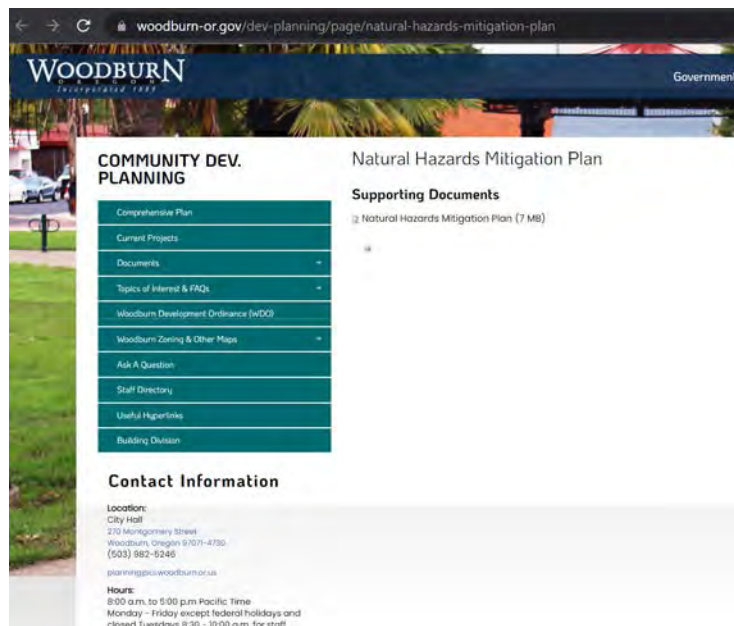 woodburn-or.gov/dev-planning/page/natural-hazards-mitigation-plan
WOODBURN
OREGON
Incorporated 1889
Government
COMMUNITY DEV.
PLANNING
Comprehensive Plan
Current Projects
Documents
Topics of Interest & FAQs
Woodburn Development Ordinance (WDO)
Woodburn Zoning & Other Maps
Ask A Question
Staff Directory
Useful Hyperlinks
Building Division
Natural Hazards Mitigation Plan
Supporting Documents
Natural Hazards Mitigation Plan (7 MB)
Contact Information
Location:
City Hall
270 Montgomery Street
Woodburn, Oregon 97071-4730
(503) 982-5246
planning@ci.woodburn.or.us
Hours:
8:00 a.m. to 5:00 p.m Pacific Time
Monday - Friday except federal holidays and
closed Tuesdays 8:30 - 10:00 a.m. for staff